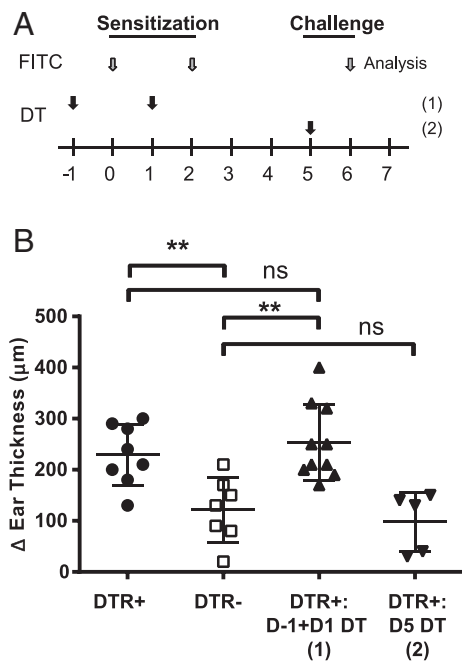 A
Sensitization Challenge
FITC Analysis
DT (1)
(2)
-1 0 1 2 3 4 5 6 7
B
**
ns
**
ns
500
400
300
200
100
0
Δ Ear Thickness (µm)
DTR+ DTR- DTR+: DTR+:
D-1+D1 DT D5 DT
(1) (2)